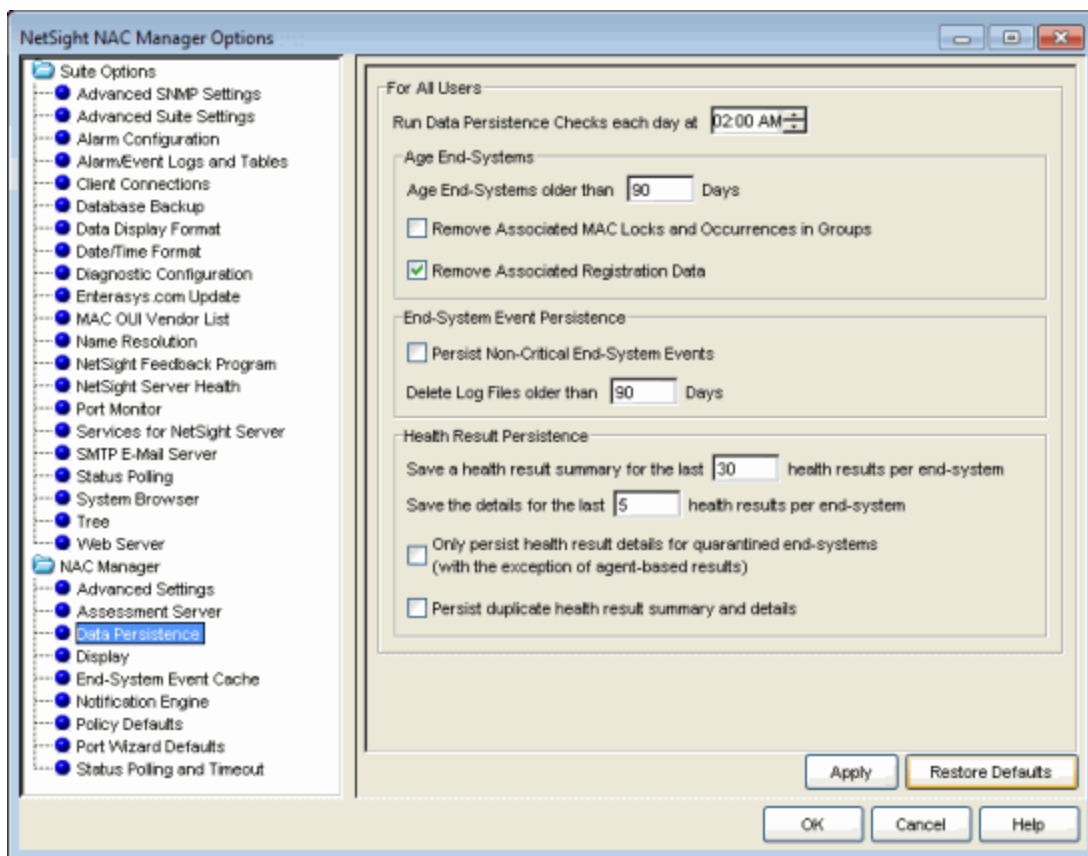 NetSight NAC Manager Options
Suite Options
Advanced SNMP Settings
Advanced Suite Settings
Alarm Configuration
Alarm/Event Logs and Tables
Client Connections
Database Backup
Data Display Format
Date/Time Format
Diagnostic Configuration
Enterasys.com Update
MAC OUI Vendor List
Name Resolution
NetSight Feedback Program
NetSight Server Health
Port Monitor
Services for NetSight Server
SMTP E-Mail Server
Status Polling
System Browser
Tree
Web Server
NAC Manager
Advanced Settings
Assessment Server
Data Persistence
Display
End-System Event Cache
Notification Engine
Policy Defaults
Port Wizard Defaults
Status Polling and Timeout
For All Users
Run Data Persistence Checks each day at 02:00 AM
Age End-Systems
Age End-Systems older than 90 Days
Remove Associated MAC Locks and Occurrences in Groups
Remove Associated Registration Data
End-System Event Persistence
Persist Non-Critical End-System Events
Delete Log Files older than 90 Days
Health Result Persistence
Save a health result summary for the last 30 health results per end-system
Save the details for the last 5 health results per end-system
Only persist health result details for quarantined end-systems
(with the exception of agent-based results)
Persist duplicate health result summary and details
Apply Restore Defaults
OK Cancel Help